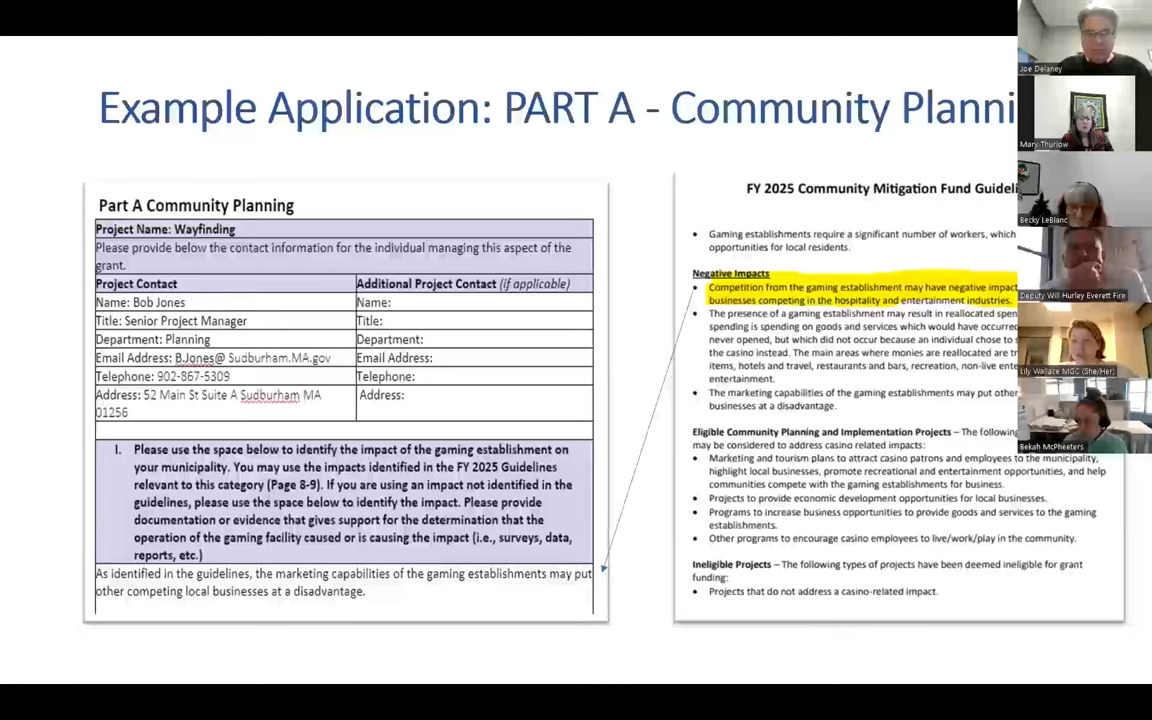 Example Application: PART A - Community Planni
Part A Community Planning
Project Name: Wayfinding
Please provide below the contact information for the individual managing this aspect of the
grant.
Project Contact
Additional Project Contact (if applicable)
Name: Bob Jones
Name:
Title: Senior Project Manager
Title:
Department: Planning
Department:
Email Address: B.Jones@ Sudburham.MA.gov
Email Address:
Telephone: 902-867-5309
Telephone:
Address: 52 Main St Suite A Sudburham MA
01256
Address:
I. Please use the space below to identify the impact of the gaming establishment on
your municipality. You may use the impacts identified in the FY 2025 Guidelines
relevant to this category (Page 8-9). If you are using an impact not identified in the
guidelines, please use the space below to identify the impact. Please provide
documentation or evidence that gives support for the determination that the
operation of the gaming facility caused or is causing the impact (i.e., surveys, data,
reports, etc.)
As identified in the guidelines, the marketing capabilities of the gaming establishments may put
other competing local businesses at a disadvantage.
FY 2025 Community Mitigation Fund Guideli
• Gaming establishments require a significant number of workers, which
opportunities for local residents.
Negative Impacts
• Competition from the gaming establishment may have negative impact
businesses competing in the hospitality and entertainment industries.
• The presence of a gaming establishment may result in reallocated spen
spending is spending on goods and services which would have occurred
never opened, but which did not occur because an individual chose to s
the casino instead. The main areas where monies are reallocated are tr
items, hotels and travel, restaurants and bars, recreation, non-live ente
entertainment.
• The marketing capabilities of the gaming establishments may put other
businesses at a disadvantage.
Eligible Community Planning and Implementation Projects – The following
may be considered to address casino related impacts:
• Marketing and tourism plans to attract casino patrons and employees to the municipality,
highlight local businesses, promote recreational and entertainment opportunities, and help
communities compete with the gaming establishments for business.
• Projects to provide economic development opportunities for local businesses.
• Programs to increase business opportunities to provide goods and services to the gaming
establishments.
• Other programs to encourage casino employees to live/work/play in the community.
Ineligible Projects – The following types of projects have been deemed ineligible for grant
funding:
• Projects that do not address a casino-related impact.
Joe Delaney
Mary Thurlow
Becky LeBlanc
Deputy Will Hurley Everett Fire
Lily Wallace MGC (She/Her)
Bekah McPheeters